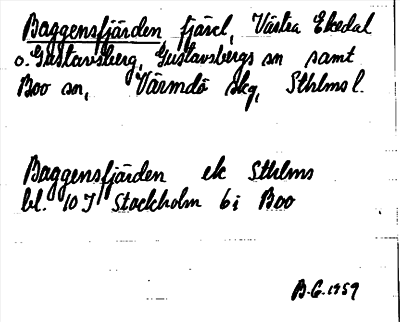 Baggensfjärden fjärd, Västra Ekedal
o. Gustavsberg, Gustavsbergs sn samt
Boo sn, Värmdö skg, Sthlms l.
Baggensfjärden ek Sthlms
bl. 10 I Stockholm 6 i Boo
B.G. 1959